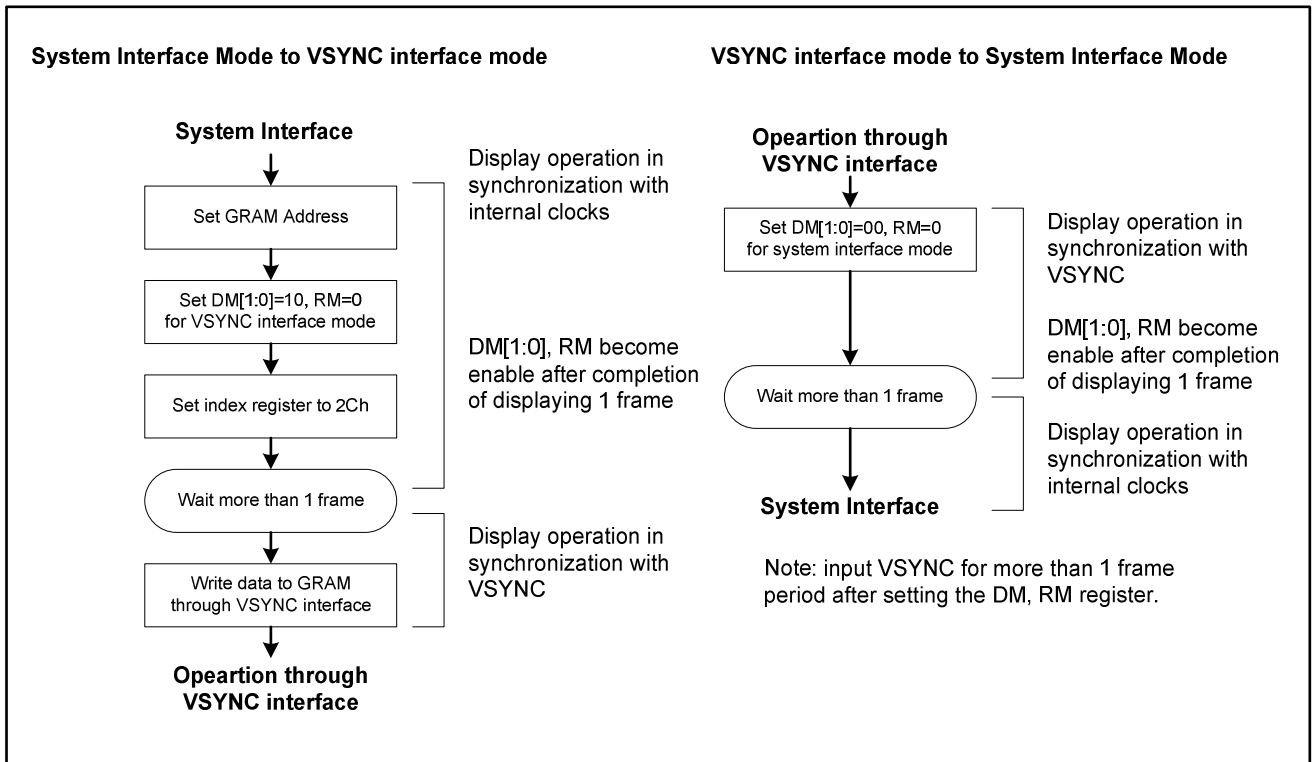 System Interface Mode to VSYNC interface mode
System Interface
Set GRAM Address
Set DM[1:0]=10, RM=0
for VSYNC interface mode
Set index register to 2Ch
Wait more than 1 frame
Write data to GRAM
through VSYNC interface
Opeartion through
VSYNC interface
Display operation in
synchronization with
internal clocks
DM[1:0], RM become
enable after completion
of displaying 1 frame
Display operation in
synchronization with
VSYNC
VSYNC interface mode to System Interface Mode
Opeartion through
VSYNC interface
Set DM[1:0]=00, RM=0
for system interface mode
Wait more than 1 frame
System Interface
Display operation in
synchronization with
VSYNC
DM[1:0], RM become
enable after completion
of displaying 1 frame
Display operation in
synchronization with
internal clocks
Note: input VSYNC for more than 1 frame
period after setting the DM, RM register.